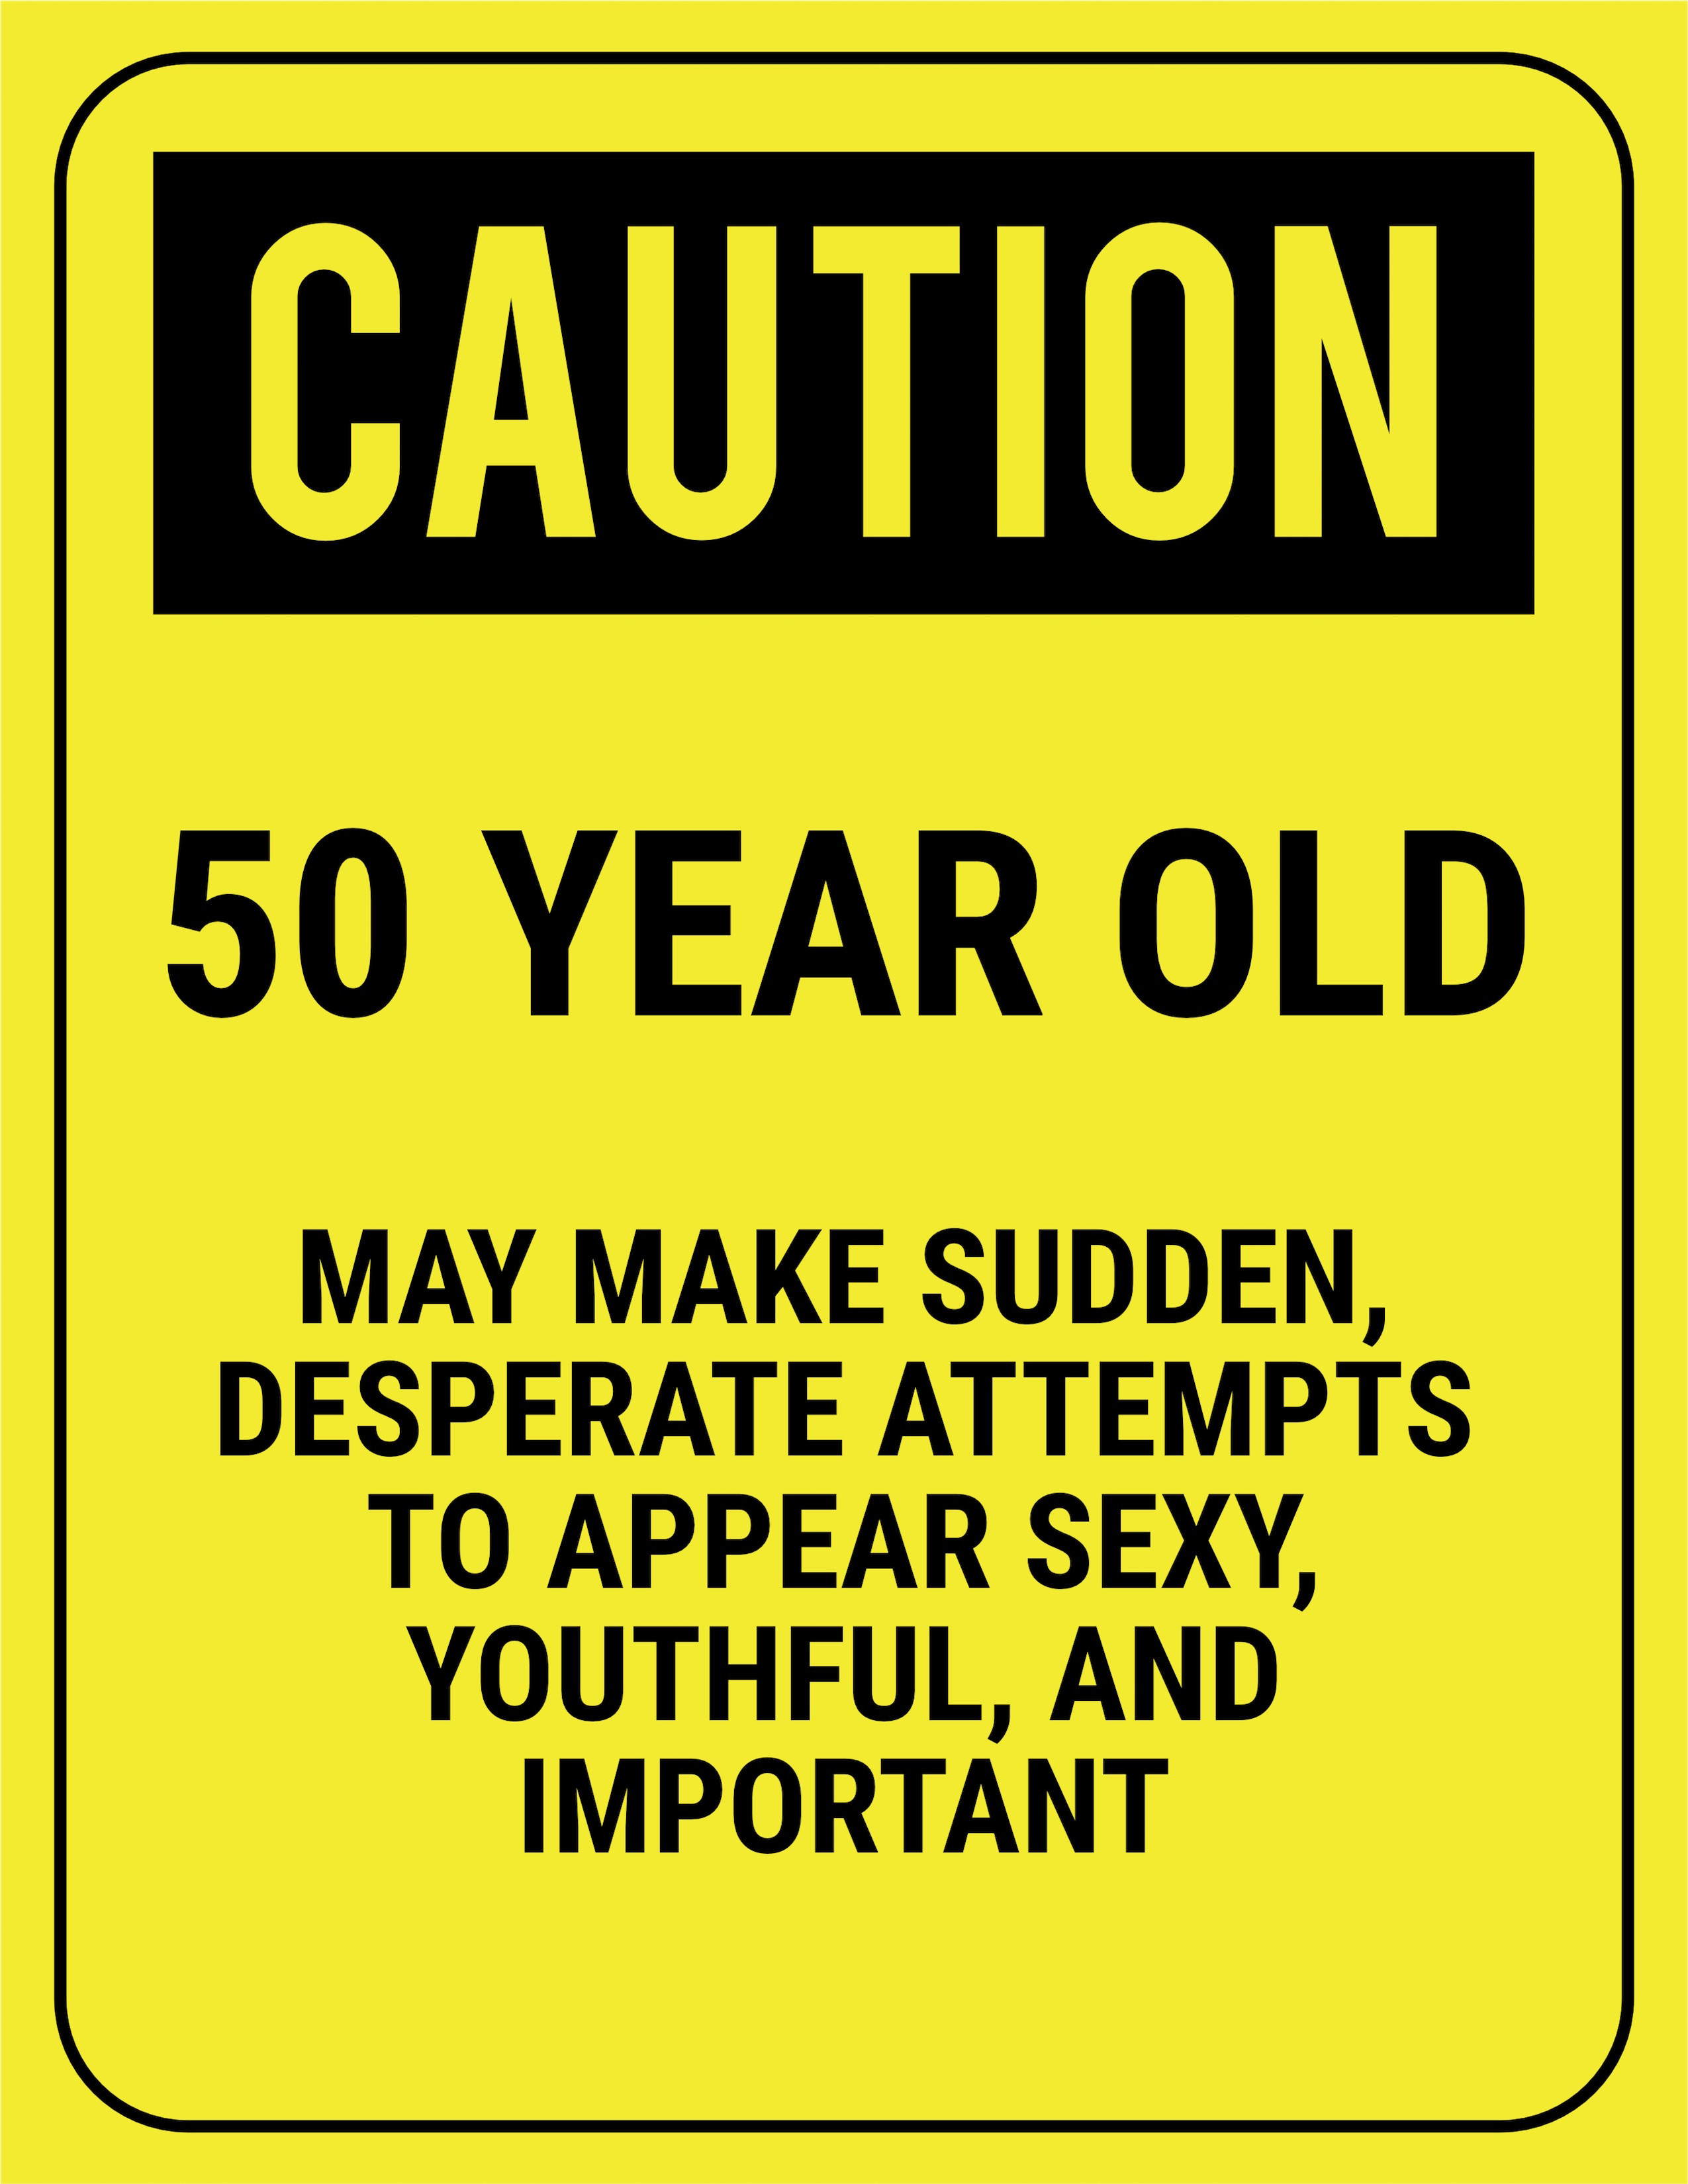 CAUTION
50 YEAR OLD
MAY MAKE SUDDEN,
DESPERATE ATTEMPTS
TO APPEAR SEXY,
YOUTHFUL, AND
IMPORTANT